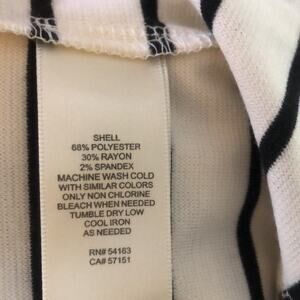 SHELL
68% POLYESTER
30% RAYON
2% SPANDEX
MACHINE WASH COLD
WITH SIMILAR COLORS
ONLY NON CHLORINE
BLEACH WHEN NEEDED
TUMBLE DRY LOW
COOL IRON
AS NEEDED
RN# 54163
CA# 57151